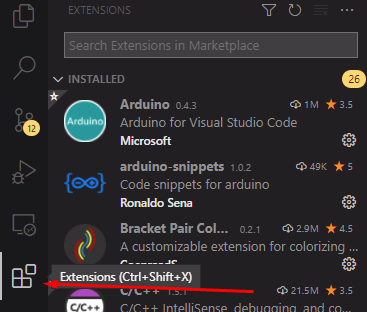 EXTENSIONS
Search Extensions in Marketplace
INSTALLED 26
Arduino 0.4.3 1M 3.5
Arduino for Visual Studio Code
Microsoft
12
arduino-snippets 1.0.2 49K 5
Code snippets for arduino
Ronaldo Sena
Bracket Pair Col... 0.2.1 2.9M 4.5
A customizable extension for colorizing ...
Extensions (Ctrl+Shift+X)
C/C++ 1.5.1 21.5M 3.5
C/C++ IntelliSense, debugging, and co...
C/C++